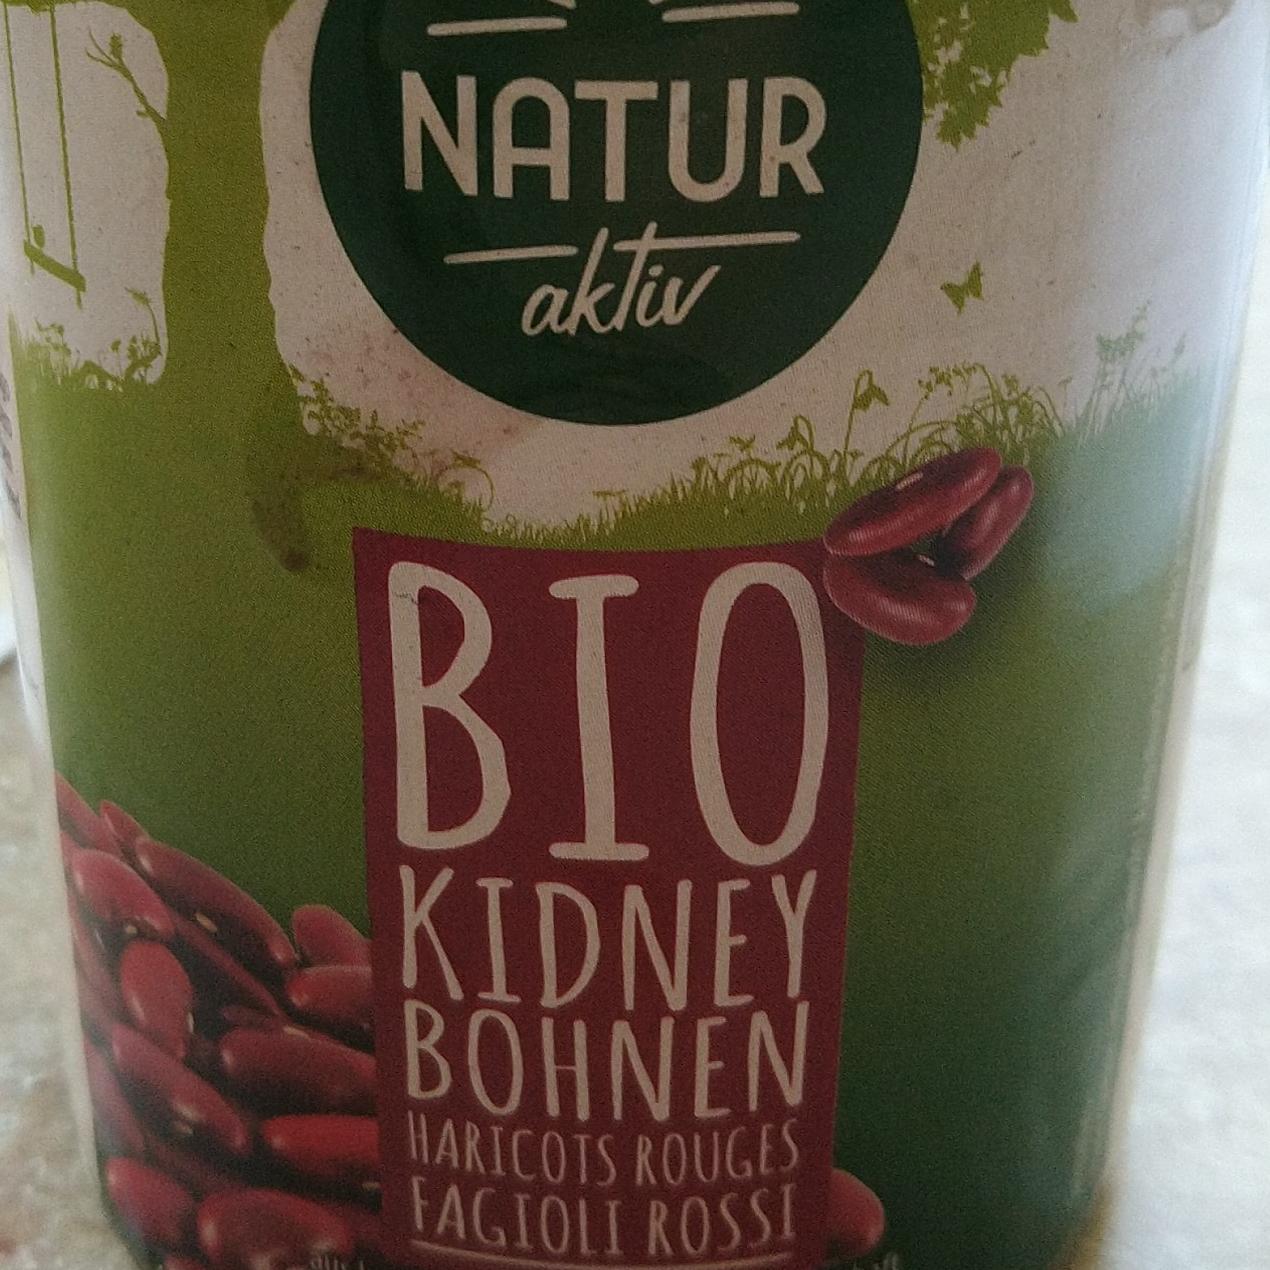 NATUR
aktiv
BIO
KIDNEY
BOHNEN
HARICOTS ROUGES
FAGIOLI ROSSI